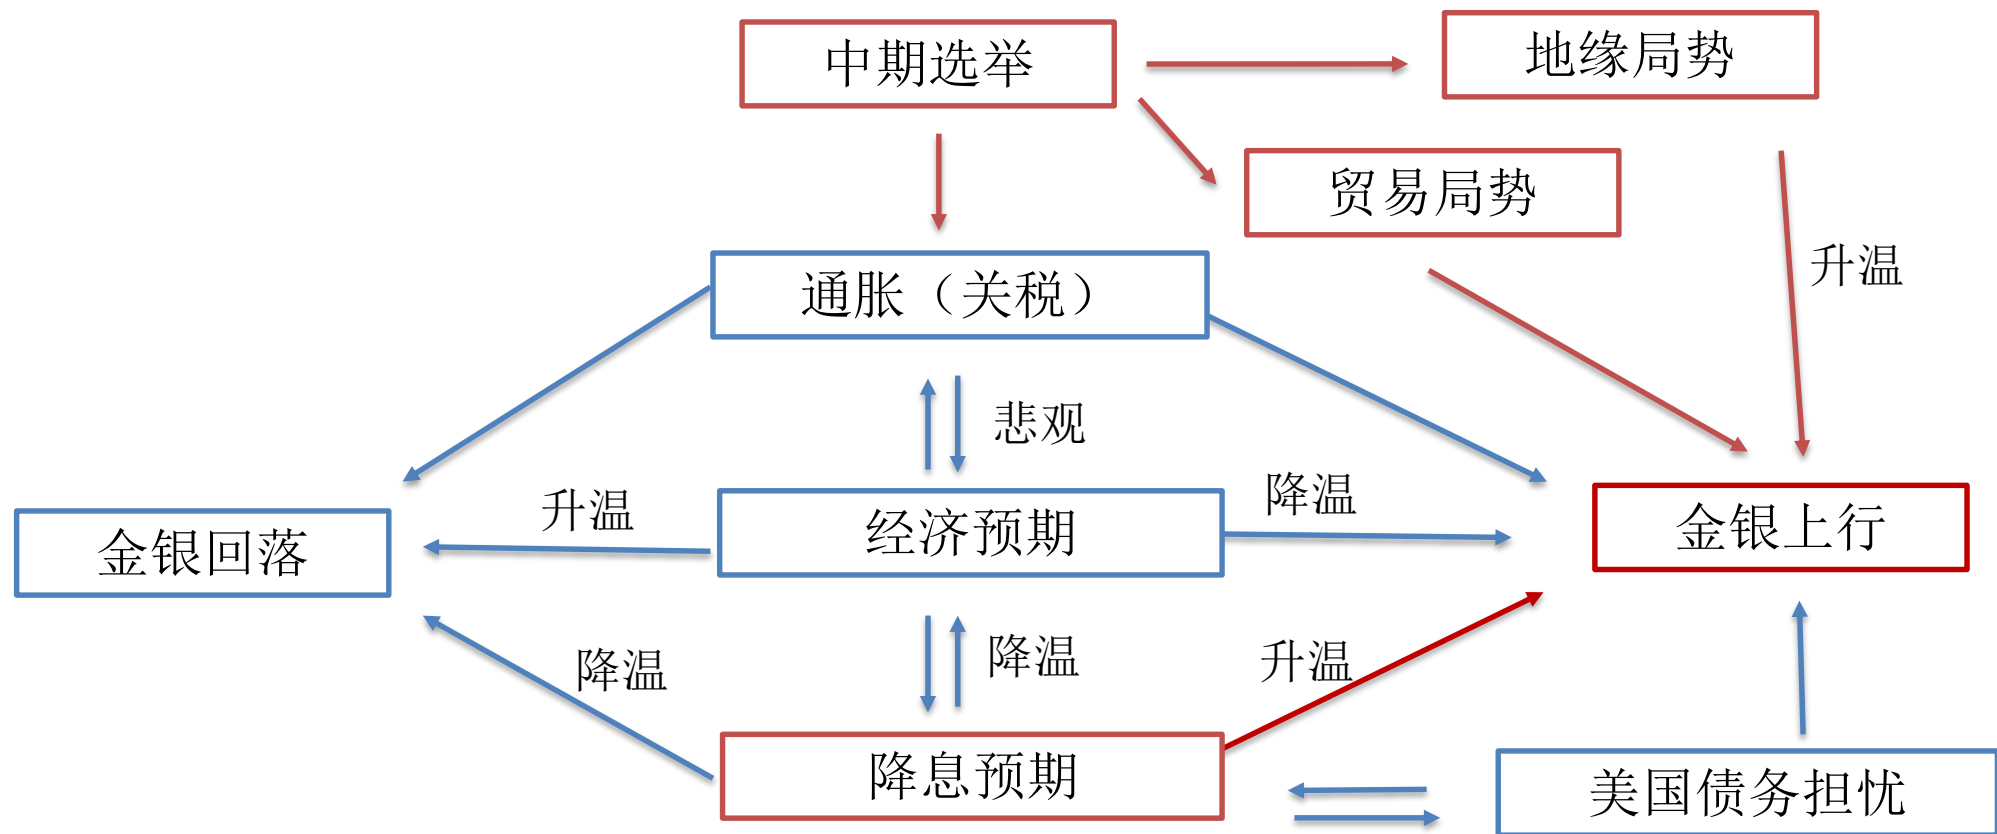 中期选举
地缘局势
贸易局势
升温
通胀（关税）
悲观
升温
经济预期
降温
金银回落
金银上行
降温
降温
升温
降息预期
美国债务担忧